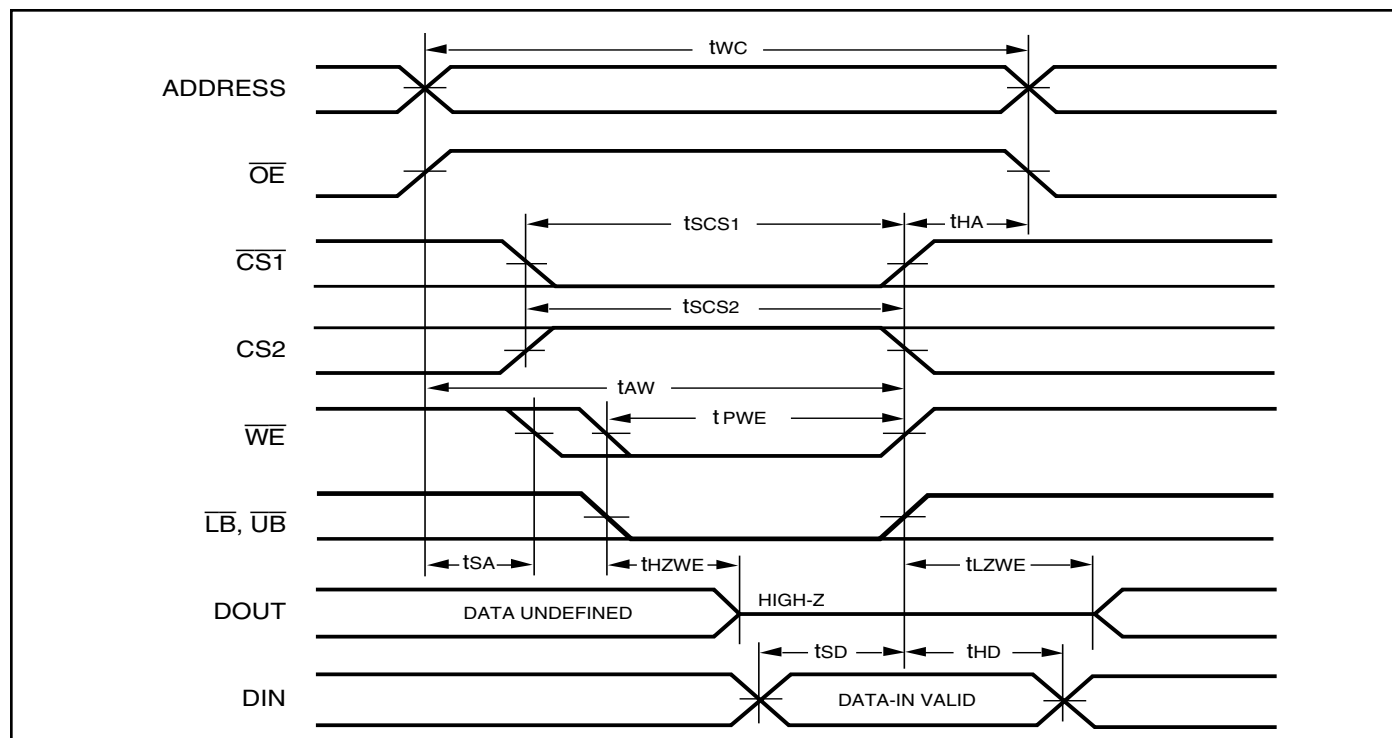 tWC
ADDRESS
OE
tSCS1
tHA
CS1
tSCS2
CS2
tAW
tPWE
WE
LB, UB
tSA
tHZWE
tLZWE
DOUT
DATA UNDEFINED
HIGH-Z
tSD
tHD
DIN
DATA-IN VALID